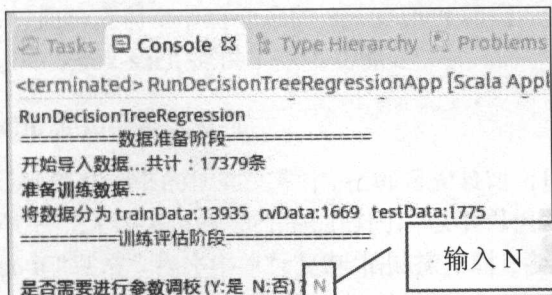 Tasks Console Type Hierarchy Problems
<terminated> RunDecisionTreeRegressionApp [Scala Appl
RunDecisionTreeRegression
==========数据准备阶段===============
开始导入数据...共计：17379条
准备训练数据...
将数据分为 trainData:13935 cvData:1669 testData:1775
==========训练评估阶段===============
是否需要进行参数调校 (Y:是 N:否) ? N
输入 N